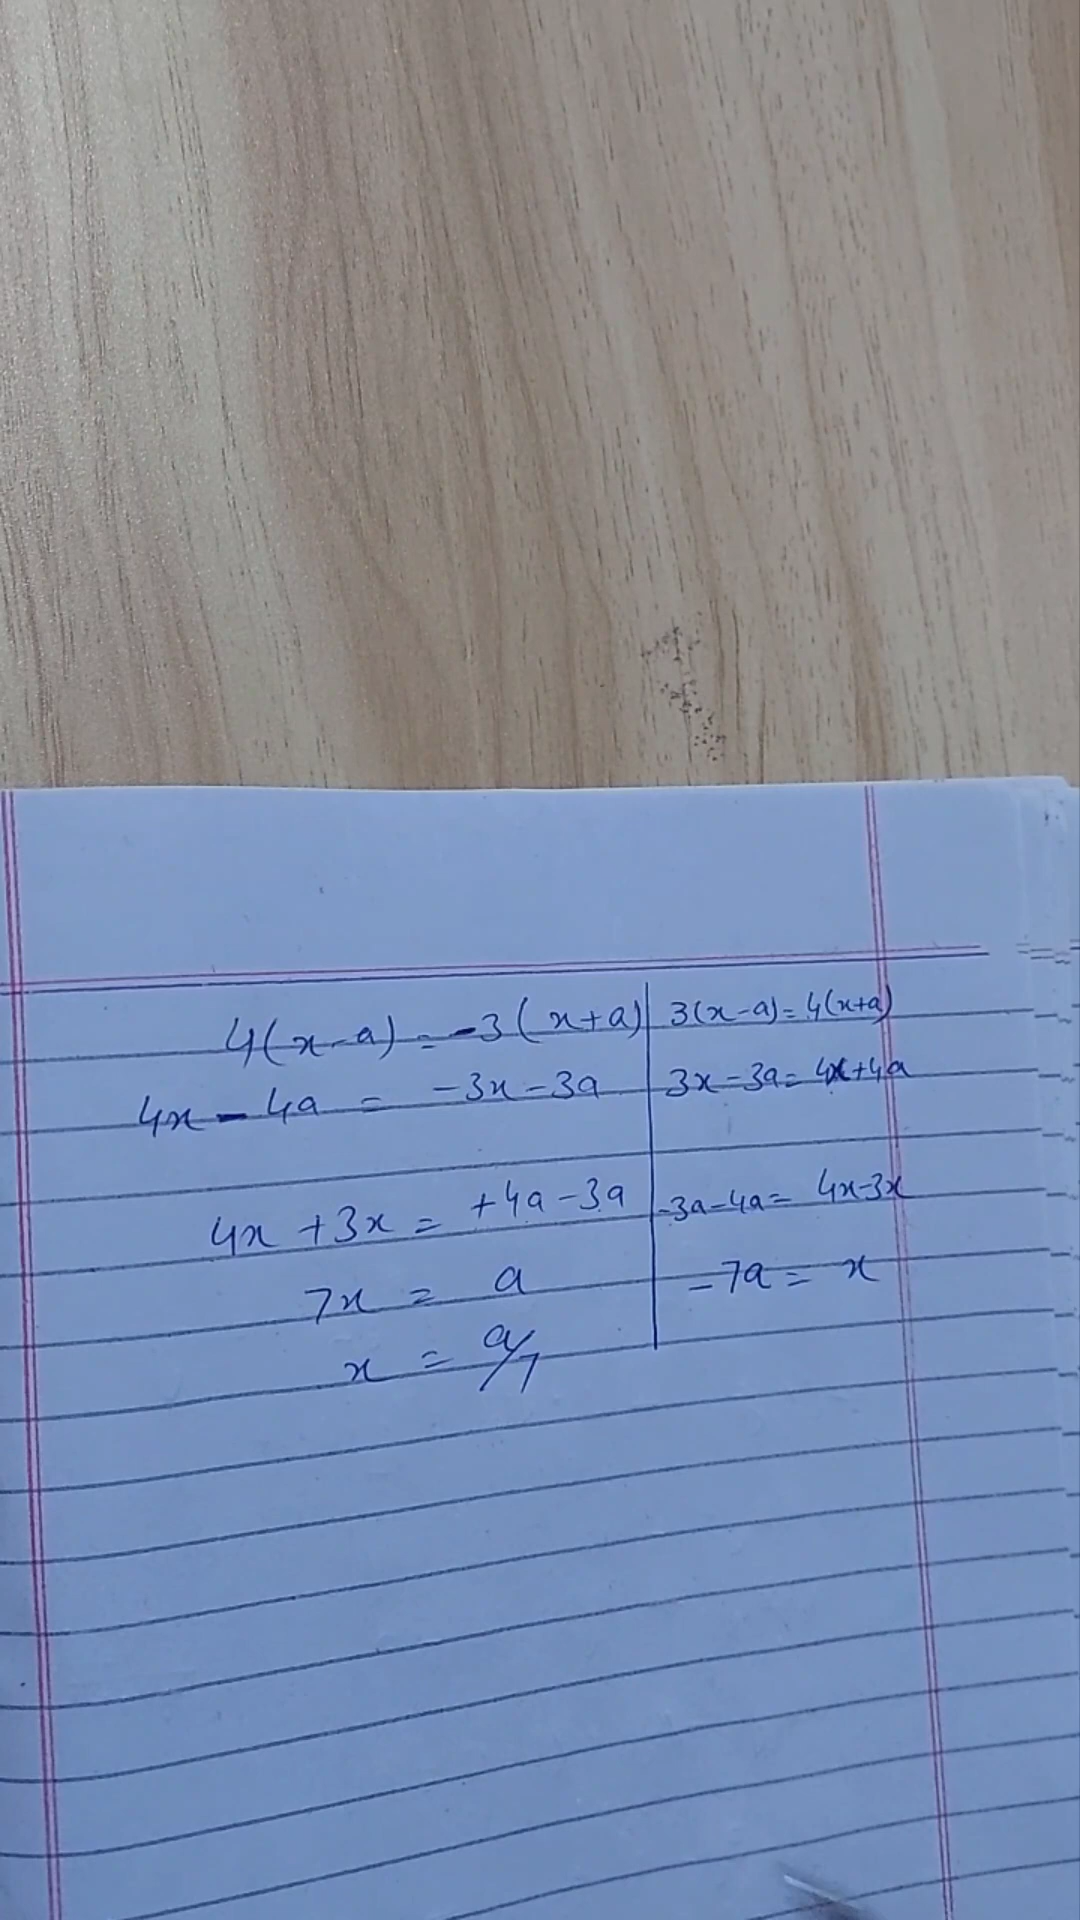 4(x-a) = -3(x+a)
4x - 4a = -3x-3a
4x +3x = +4a-3a
7x = a
x = a/7
3(x-a)=4(x+a)
3x-3a=4x+4a
-3a-4a= 4x-3x
-7a = x